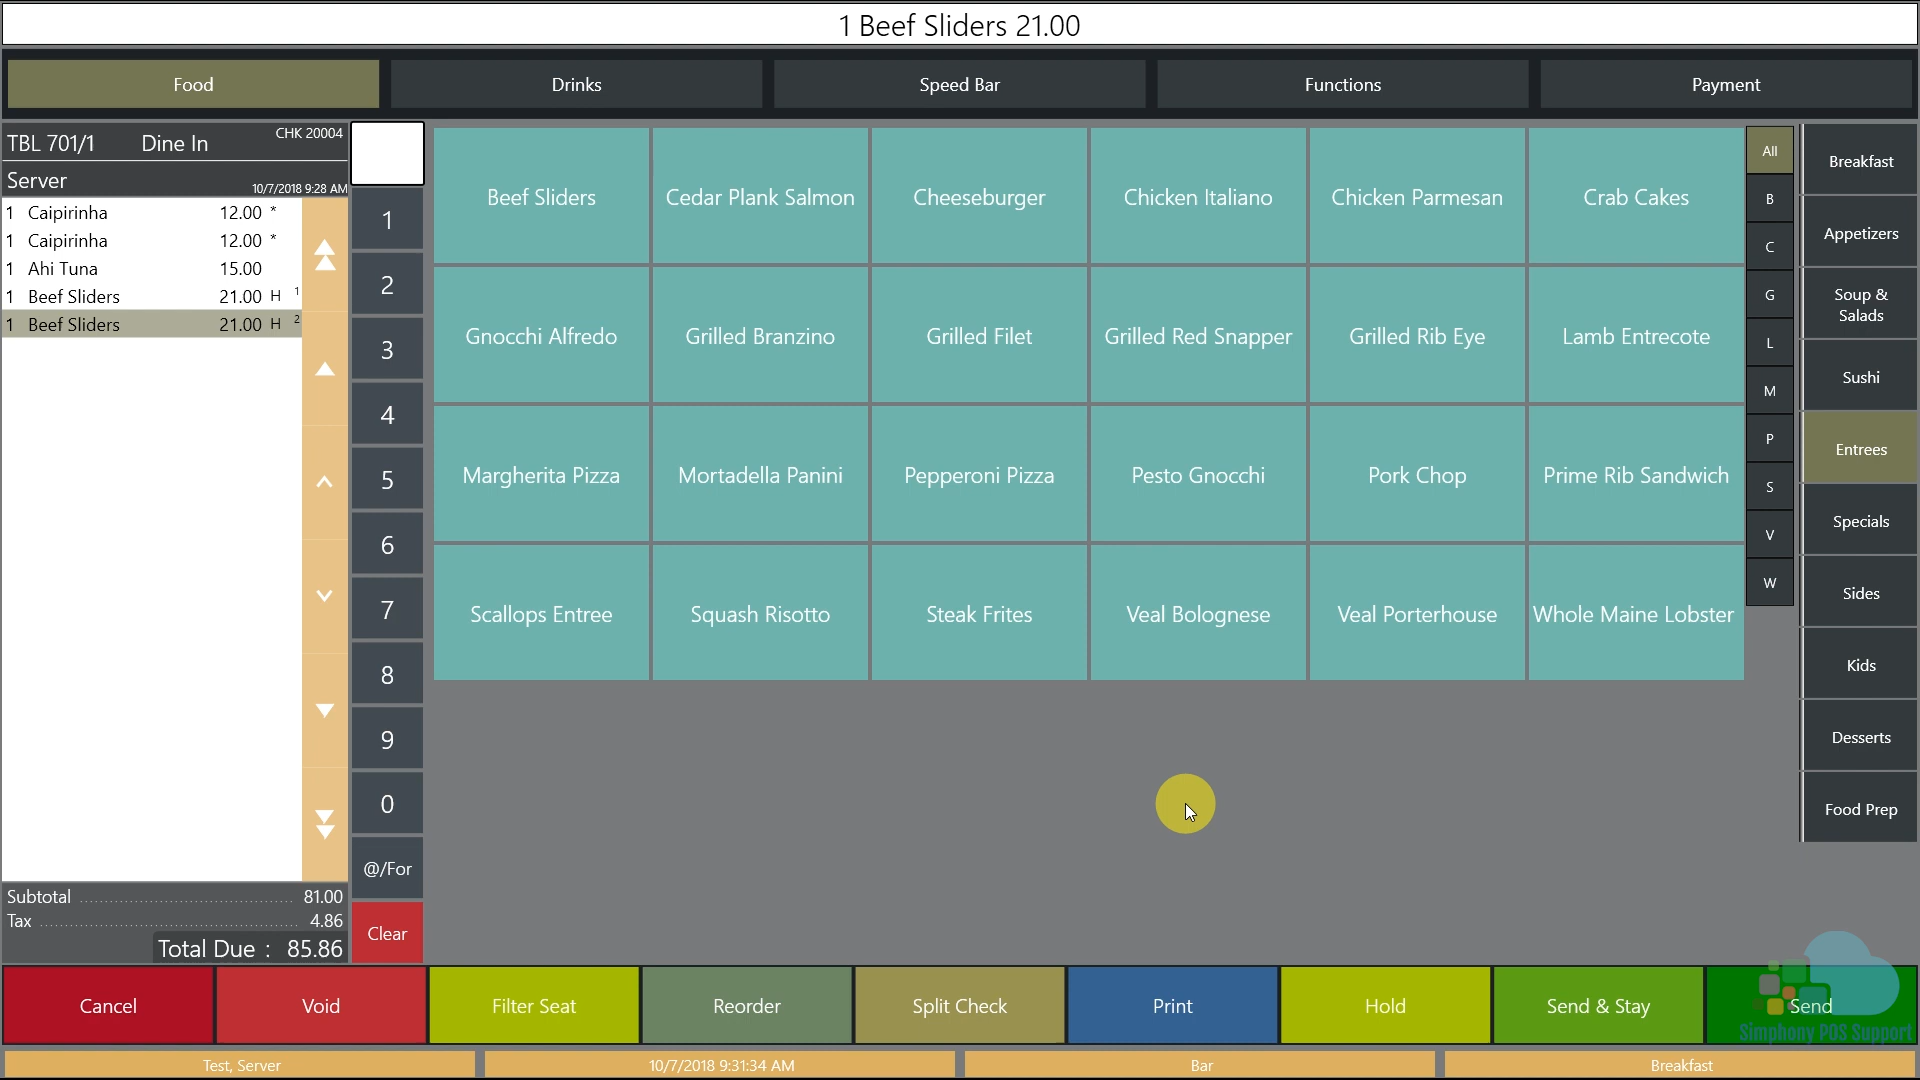 1 Beef Sliders 21.00
Food
Drinks
Speed Bar
Functions
Payment
TBL 701/1 Dine In CHK 20004
Server 10/7/2018 9:28 AM
1 Caipirinha 12.00 *
1 Caipirinha 12.00 *
1 Ahi Tuna 15.00
1 Beef Sliders 21.00 H 1
1 Beef Sliders 21.00 H 2
Subtotal 81.00
Tax 4.86
Total Due : 85.86
1
2
3
4
5
6
7
8
9
0
@/For
Clear
Beef Sliders
Cedar Plank Salmon
Cheeseburger
Chicken Italiano
Chicken Parmesan
Crab Cakes
Gnocchi Alfredo
Grilled Branzino
Grilled Filet
Grilled Red Snapper
Grilled Rib Eye
Lamb Entrecote
Margherita Pizza
Mortadella Panini
Pepperoni Pizza
Pesto Gnocchi
Pork Chop
Prime Rib Sandwich
Scallops Entree
Squash Risotto
Steak Frites
Veal Bolognese
Veal Porterhouse
Whole Maine Lobster
All
B
C
G
L
M
P
S
V
W
Breakfast
Appetizers
Soup &
Salads
Sushi
Entrees
Specials
Sides
Kids
Desserts
Food Prep
Cancel
Void
Filter Seat
Reorder
Split Check
Print
Hold
Send & Stay
Send
Simphony POS Support
Test, Server
10/7/2018 9:31:34 AM
Bar
Breakfast